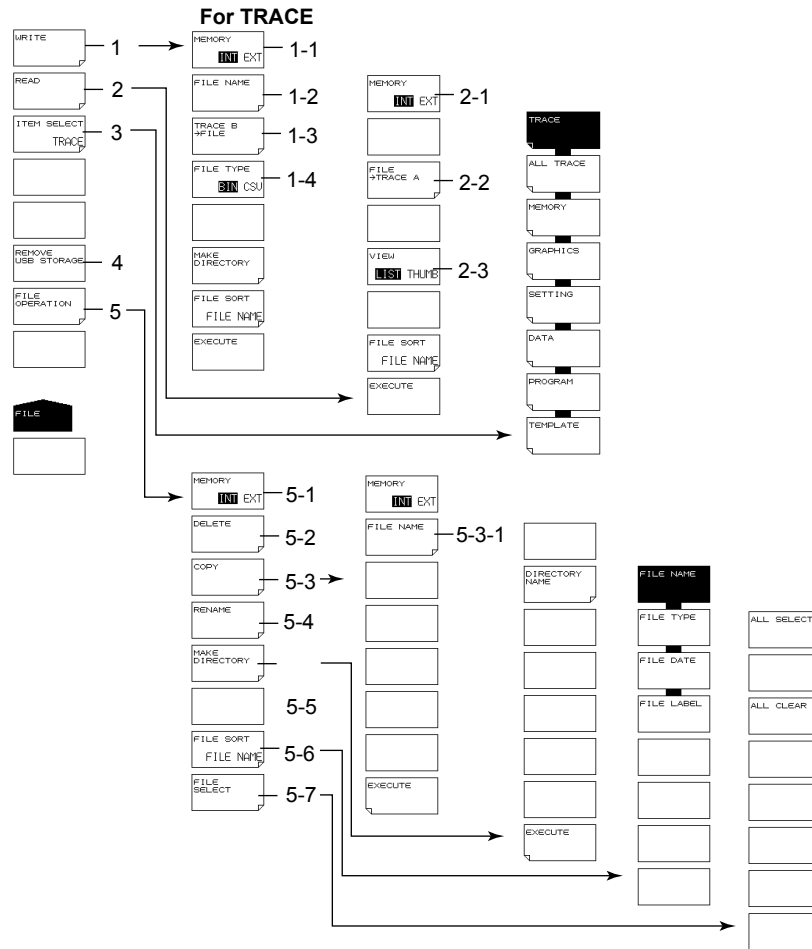 For TRACE
WRITE
1
READ
2
ITEM SELECT
TRACE
3
REMOVE
USB STORAGE
4
FILE
OPERATION
5
FILE
MEMORY
INT EXT
1-1
FILE NAME
1-2
TRACE B
→FILE
1-3
FILE TYPE
BIN CSV
1-4
MAKE
DIRECTORY
FILE SORT
FILE NAME
EXECUTE
MEMORY
INT EXT
2-1
FILE
→TRACE A
2-2
VIEW
LIST THUMB
2-3
FILE SORT
FILE NAME
EXECUTE
TRACE
ALL TRACE
MEMORY
GRAPHICS
SETTING
DATA
PROGRAM
TEMPLATE
MEMORY
INT EXT
5-1
DELETE
5-2
COPY
5-3
RENAME
5-4
MAKE
DIRECTORY
5-5
FILE SORT
FILE NAME
5-6
FILE
SELECT
5-7
MEMORY
INT EXT
FILE NAME
5-3-1
EXECUTE
DIRECTORY
NAME
EXECUTE
FILE NAME
FILE TYPE
FILE DATE
FILE LABEL
ALL SELECT
ALL CLEAR